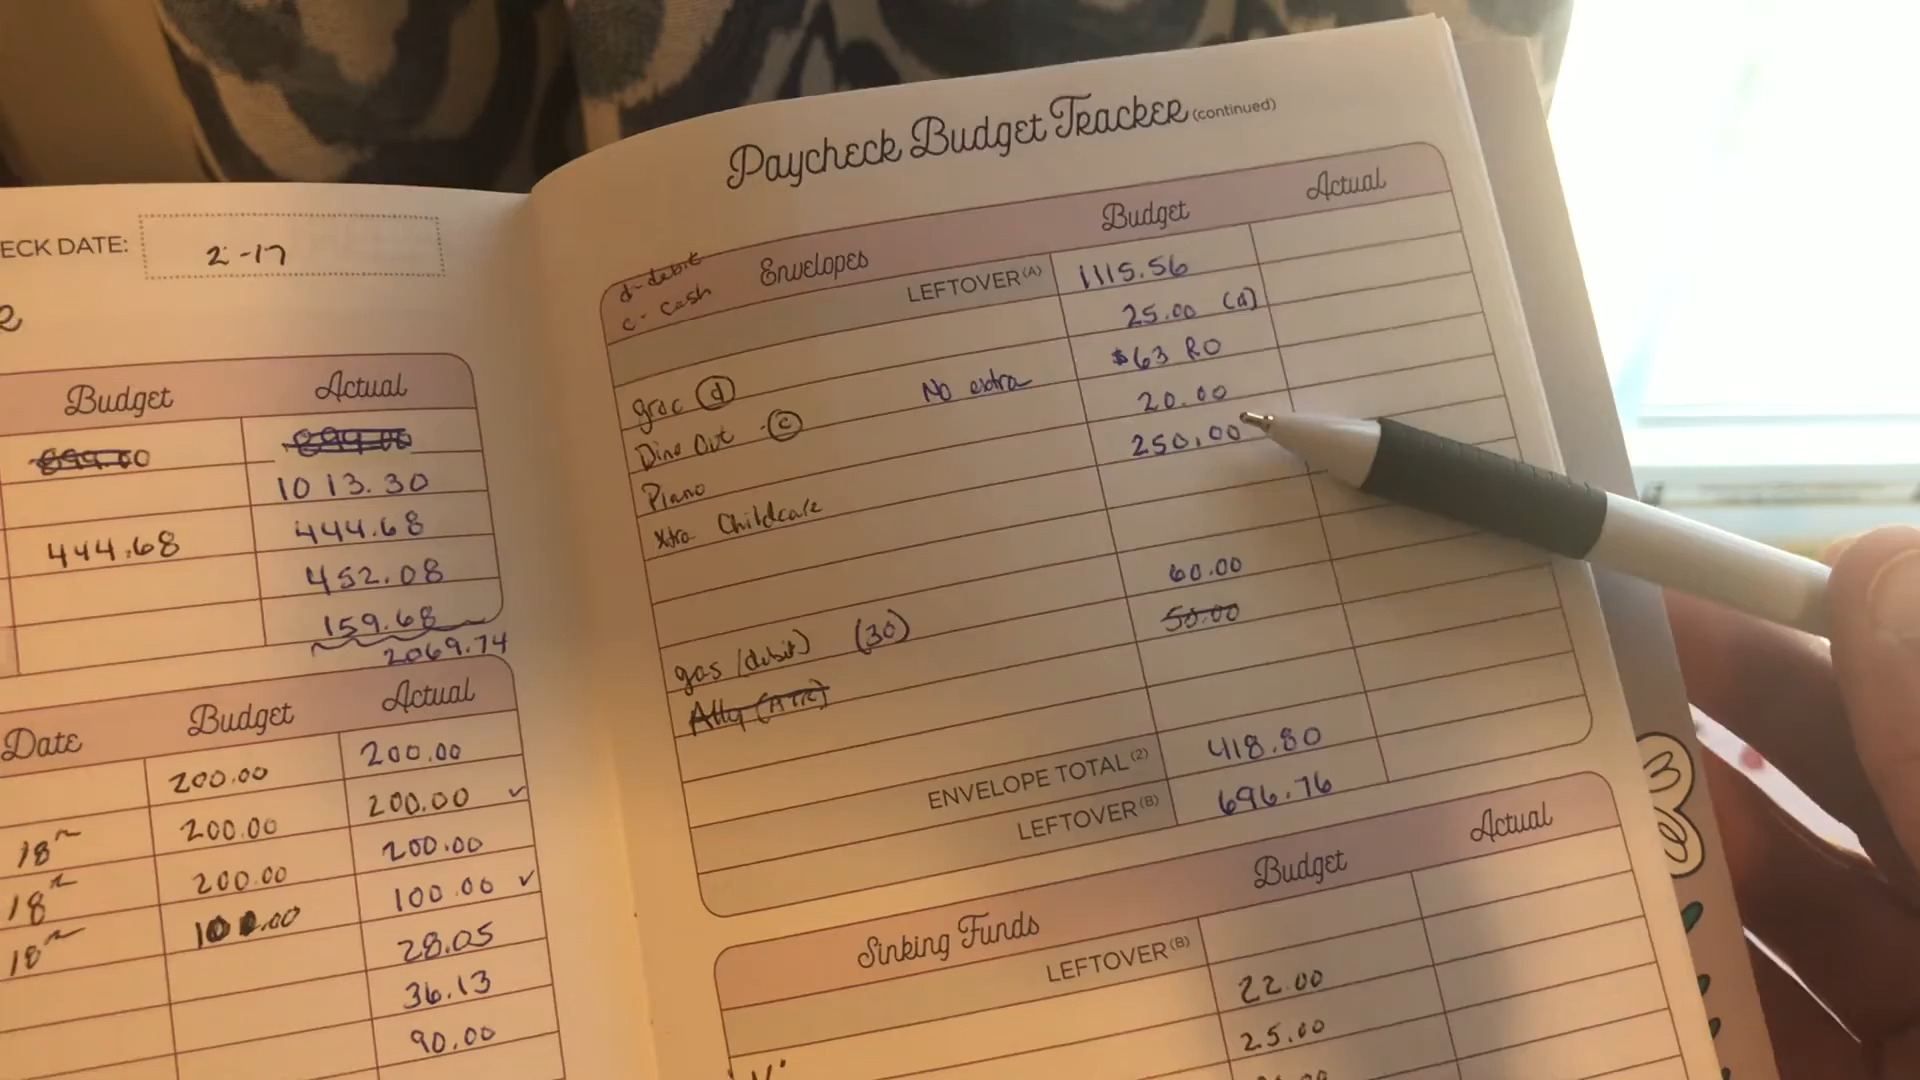 ECK DATE: 2-17
e
Budget Actual
899.00 899.00
1013.30
444.68 444.68
452.08
159.68
2069.74
Date Budget Actual
200.00 200.00
18 200.00 200.00 ✓
18 200.00 200.00
18 100.00 100.00 ✓
28.05
36.13
90.00
Paycheck Budget Tracker (continued)
d-debit
c- cash
Envelopes Budget Actual
LEFTOVER (A) 1115.56
groc (d) 25.00 (d)
Dine Out - (c) No extra $63 RO
Piano 20.00
Xtra Childcare 250.00
gas (debit) (30) 60.00
Ally (ATR) 50.00
ENVELOPE TOTAL (2) 418.80
LEFTOVER (B) 696.76
Sinking Funds Budget Actual
LEFTOVER (B)
22.00
25.00